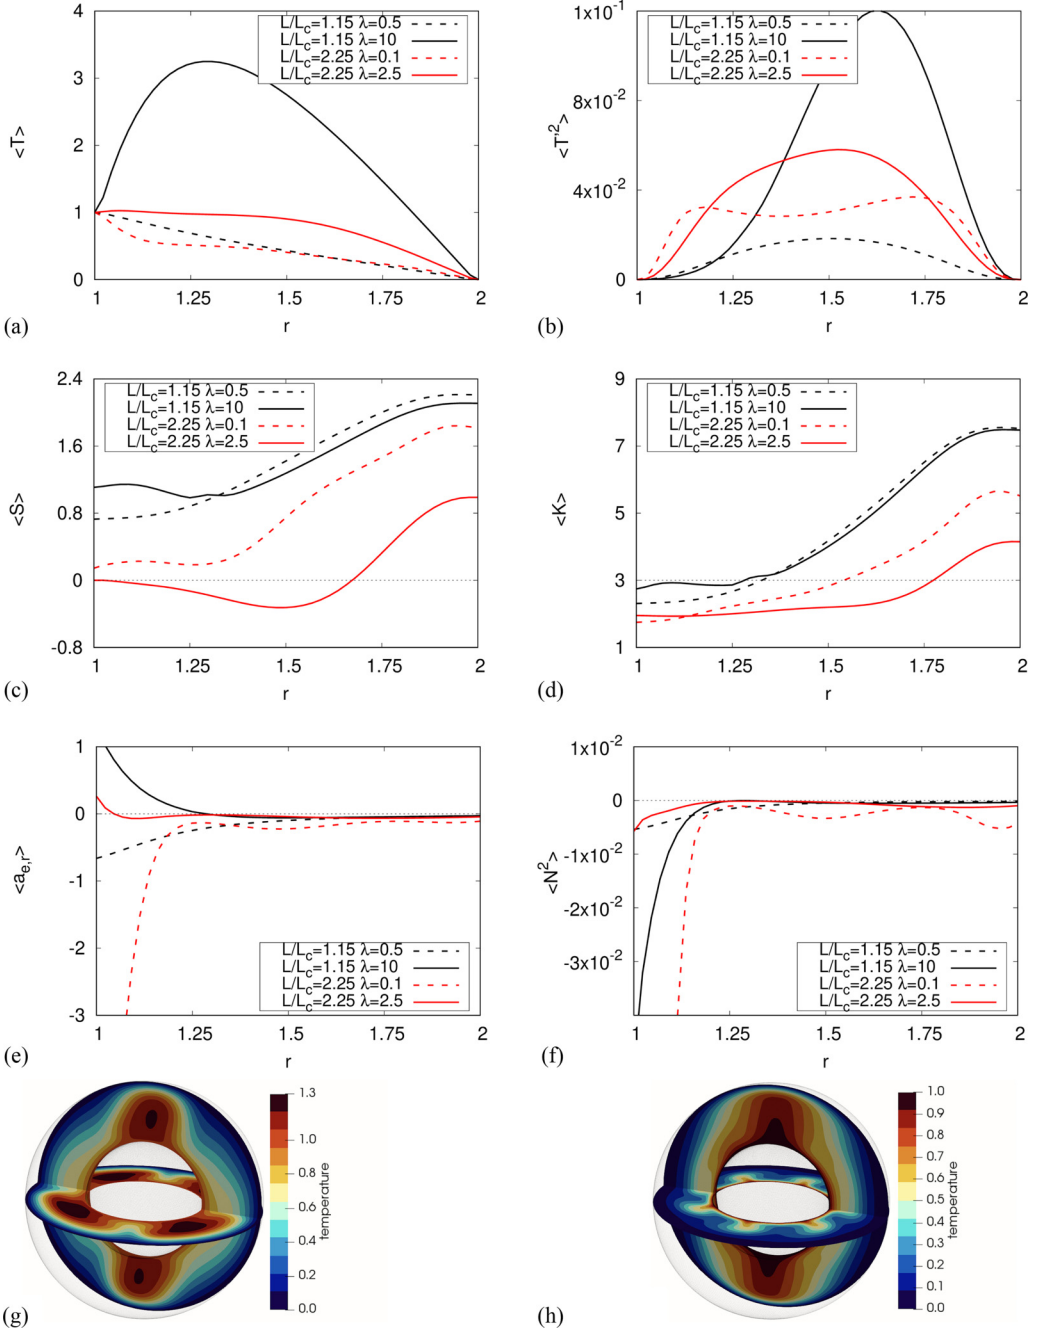 4
3
2
1
0
<T>
L/Lc=1.15 λ=0.5
L/Lc=1.15 λ=10
L/Lc=2.25 λ=0.1
L/Lc=2.25 λ=2.5
1 1.25 1.5 1.75 2
r
(a)
1x10⁻¹
8x10⁻²
4x10⁻²
0
<T'²>
L/Lc=1.15 λ=0.5
L/Lc=1.15 λ=10
L/Lc=2.25 λ=0.1
L/Lc=2.25 λ=2.5
1 1.25 1.5 1.75 2
r
(b)
2.4
1.6
0.8
0
-0.8
<S>
L/Lc=1.15 λ=0.5
L/Lc=1.15 λ=10
L/Lc=2.25 λ=0.1
L/Lc=2.25 λ=2.5
1 1.25 1.5 1.75 2
r
(c)
9
7
5
3
1
<K>
L/Lc=1.15 λ=0.5
L/Lc=1.15 λ=10
L/Lc=2.25 λ=0.1
L/Lc=2.25 λ=2.5
1 1.25 1.5 1.75 2
r
(d)
1
0
-1
-2
-3
<a_e,r>
L/Lc=1.15 λ=0.5
L/Lc=1.15 λ=10
L/Lc=2.25 λ=0.1
L/Lc=2.25 λ=2.5
1 1.25 1.5 1.75 2
r
(e)
1x10⁻²
0
-1x10⁻²
-2x10⁻²
-3x10⁻²
<N²>
L/Lc=1.15 λ=0.5
L/Lc=1.15 λ=10
L/Lc=2.25 λ=0.1
L/Lc=2.25 λ=2.5
1 1.25 1.5 1.75 2
r
(f)
1.3
1.0
0.8
0.6
0.2
0.0
temperature
(g)
1.0
0.9
0.8
0.7
0.6
0.5
0.4
0.3
0.2
0.1
0.0
temperature
(h)